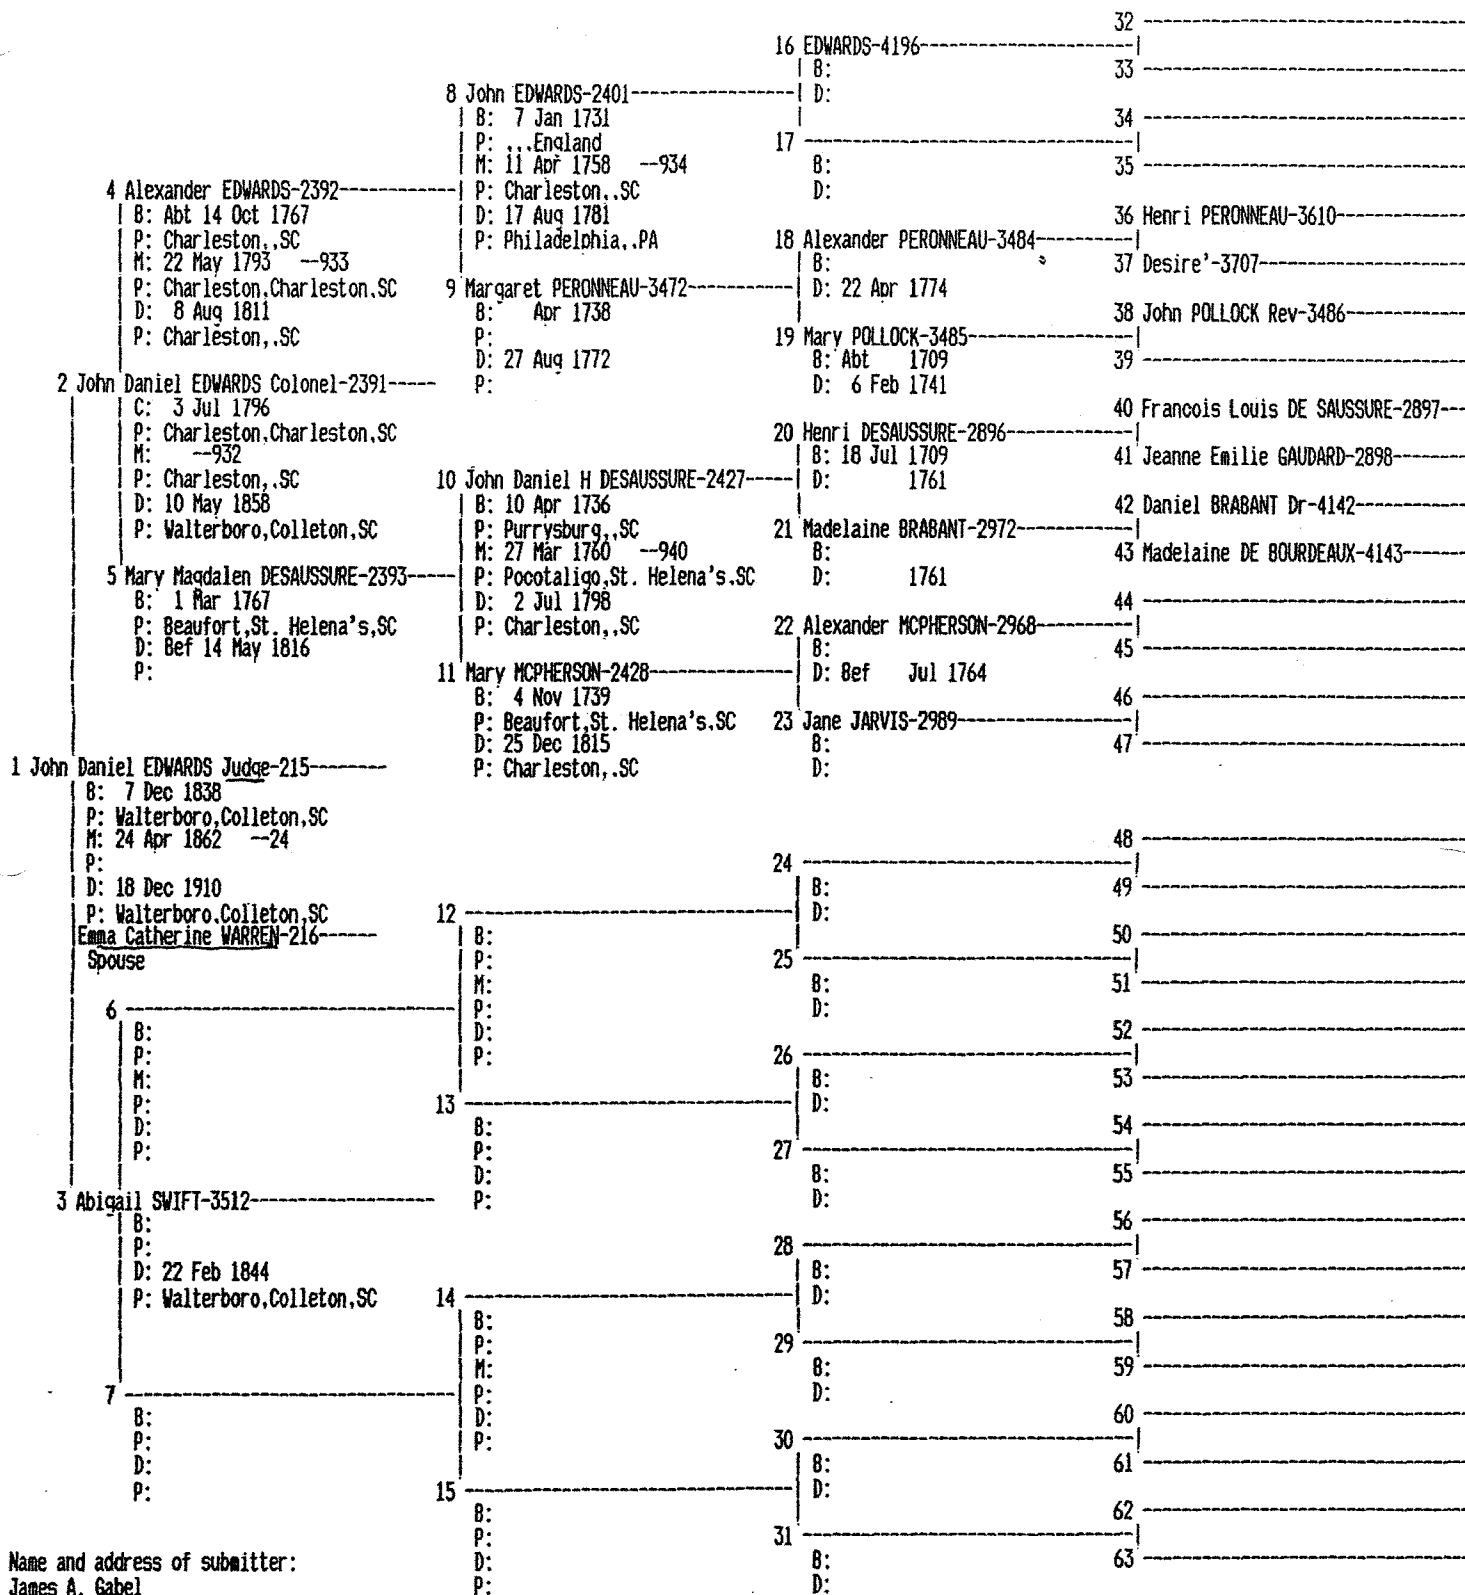 32
16 EDWARDS-4196
B:
33
8 John EDWARDS-2401
D:
B: 7 Jan 1731
34
P: ,,,England
17
M: 11 Apr 1758 --934
B:
35
4 Alexander EDWARDS-2392
P: Charleston,,SC
D:
B: Abt 14 Oct 1767
D: 17 Aug 1781
36 Henri PERONNEAU-3610
P: Charleston,,SC
P: Philadelphia,,PA
18 Alexander PERONNEAU-3484
M: 22 May 1793 --933
B:
37 Desire'-3707
P: Charleston,Charleston,SC
9 Margaret PERONNEAU-3472
D: 22 Apr 1774
D: 8 Aug 1811
B: Apr 1738
38 John POLLOCK Rev-3486
P: Charleston,,SC
P:
19 Mary POLLOCK-3485
D: 27 Aug 1772
B: Abt 1709
39
2 John Daniel EDWARDS Colonel-2391
P:
D: 6 Feb 1741
C: 3 Jul 1796
40 Francois Louis DE SAUSSURE-2897
P: Charleston,Charleston,SC
20 Henri DESAUSSURE-2896
M: --932
B: 18 Jul 1709
41 Jeanne Emilie GAUDARD-2898
P: Charleston,,SC
10 John Daniel H DESAUSSURE-2427
D: 1761
D: 10 May 1858
B: 10 Apr 1736
42 Daniel BRABANT Dr-4142
P: Walterboro,Colleton,SC
P: Purrysburg,,SC
21 Madelaine BRABANT-2972
M: 27 Mar 1760 --940
B:
43 Madelaine DE BOURDEAUX-4143
5 Mary Magdalen DESAUSSURE-2393
P: Pocotaligo,St. Helena's,SC
D: 1761
B: 1 Mar 1767
D: 2 Jul 1798
44
P: Beaufort,St. Helena's,SC
P: Charleston,,SC
22 Alexander MCPHERSON-2968
D: Bef 14 May 1816
B:
45
P:
11 Mary MCPHERSON-2428
D: Bef Jul 1764
B: 4 Nov 1739
46
P: Beaufort,St. Helena's,SC
23 Jane JARVIS-2989
D: 25 Dec 1815
B:
47
1 John Daniel EDWARDS Judge-215
P: Charleston,,SC
D:
B: 7 Dec 1838
P: Walterboro,Colleton,SC
M: 24 Apr 1862 --24
48
P:
24
D: 18 Dec 1910
B:
49
P: Walterboro,Colleton,SC
12
D:
Emma Catherine WARREN-216
B:
50
Spouse
P:
25
M:
B:
51
6
P:
D:
B:
D:
52
P:
P:
26
M:
B:
53
P:
13
D:
D:
B:
54
P:
P:
27
D:
B:
55
3 Abigail SWIFT-3512
P:
D:
B:
56
P:
28
D: 22 Feb 1844
B:
57
P: Walterboro,Colleton,SC
14
D:
B:
58
P:
29
M:
B:
59
7
P:
D:
B:
D:
60
P:
P:
30
D:
B:
61
P:
15
D:
B:
62
P:
31
Name and address of submitter:
D:
B:
63
James A. Gabel
P:
D: